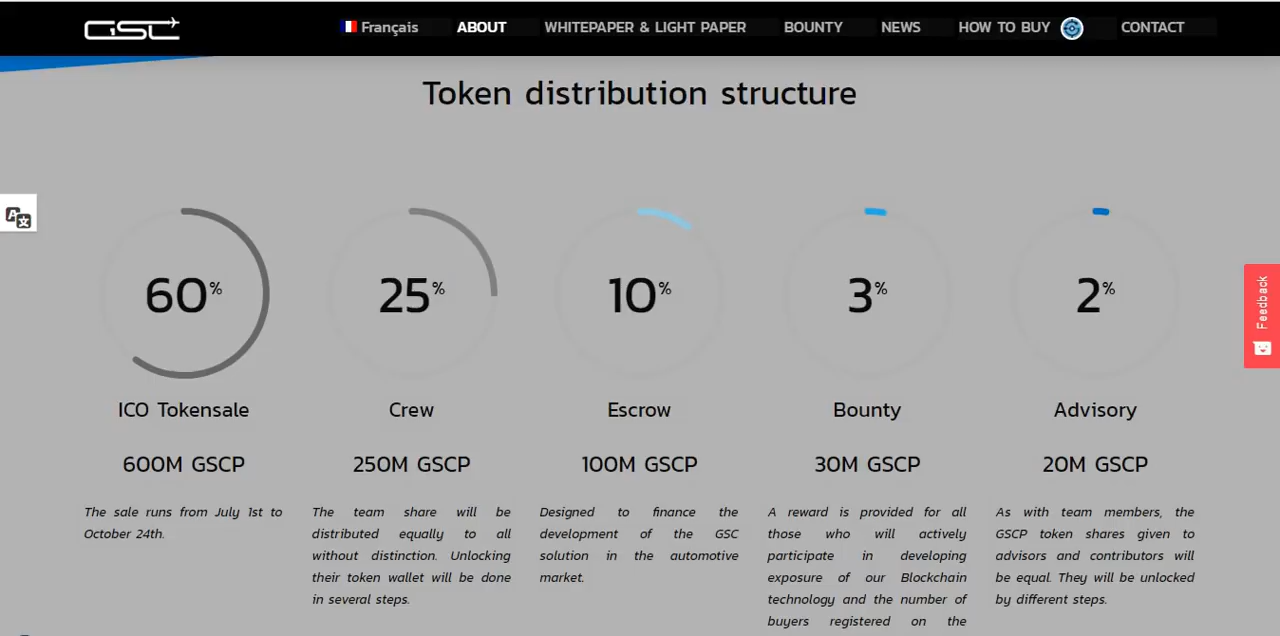 GSC
Français ABOUT WHITEPAPER & LIGHT PAPER BOUNTY NEWS HOW TO BUY CONTACT
Token distribution structure
60%
ICO Tokensale
600M GSCP
The sale runs from July 1st to
October 24th.
25%
Crew
250M GSCP
The team share will be
distributed equally to all
without distinction. Unlocking
their token wallet will be done
in several steps.
10%
Escrow
100M GSCP
Designed to finance the
development of the GSC
solution in the automotive
market.
3%
Bounty
30M GSCP
A reward is provided for all
those who will actively
participate in developing
exposure of our Blockchain
technology and the number of
buyers registered on the
2%
Advisory
20M GSCP
As with team members, the
GSCP token shares given to
advisors and contributors will
be equal. They will be unlocked
by different steps.
Feedback
A文